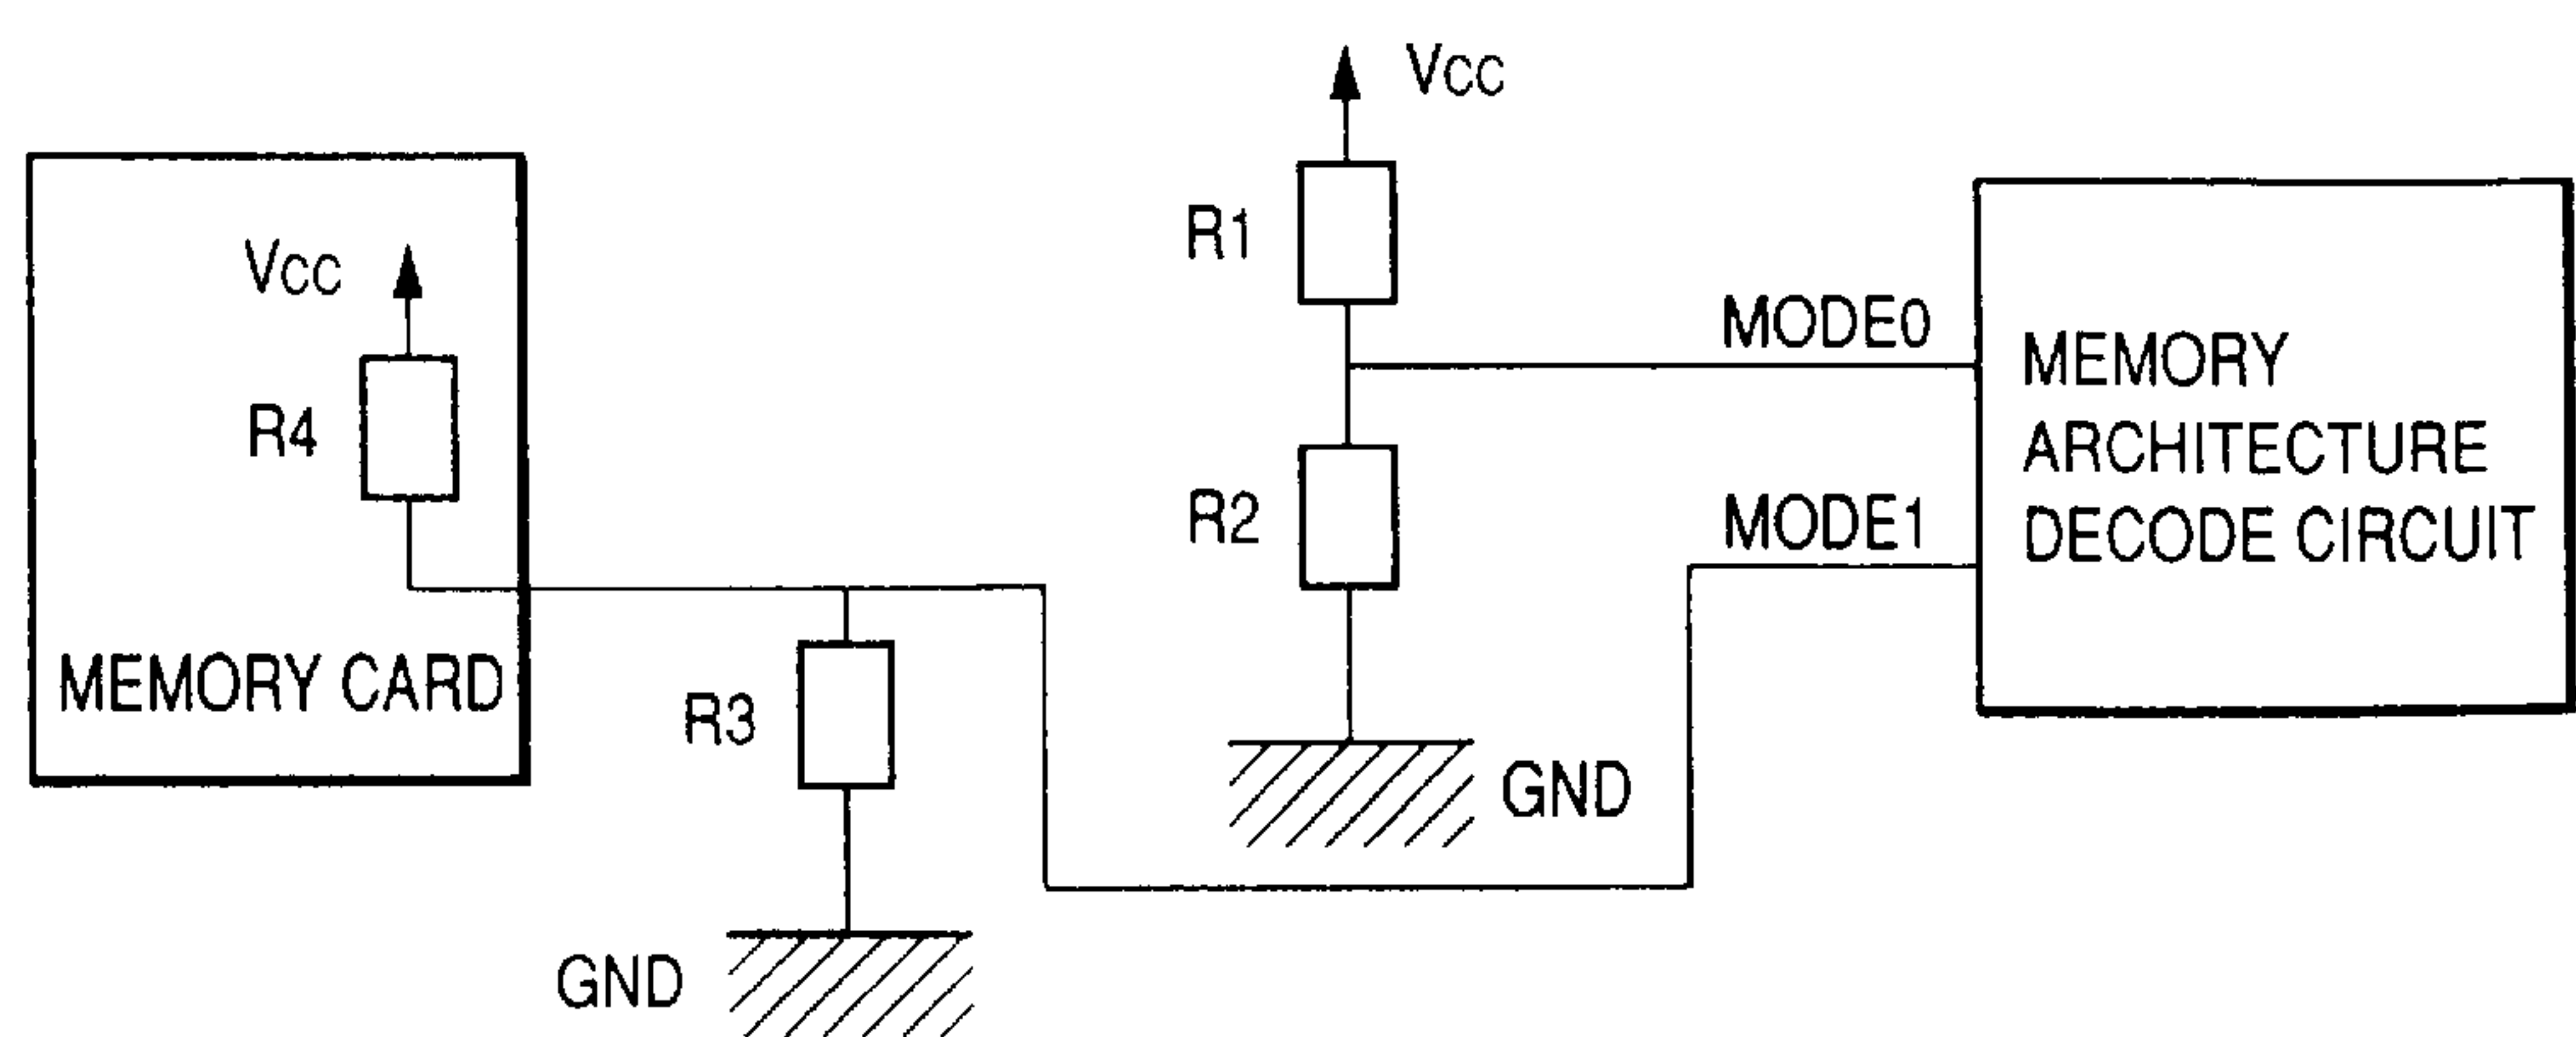 VCC
R1
VCC
MODE0
MEMORY
ARCHITECTURE
DECODE CIRCUIT
R4
R2
MODE1
MEMORY CARD
R3
GND
GND